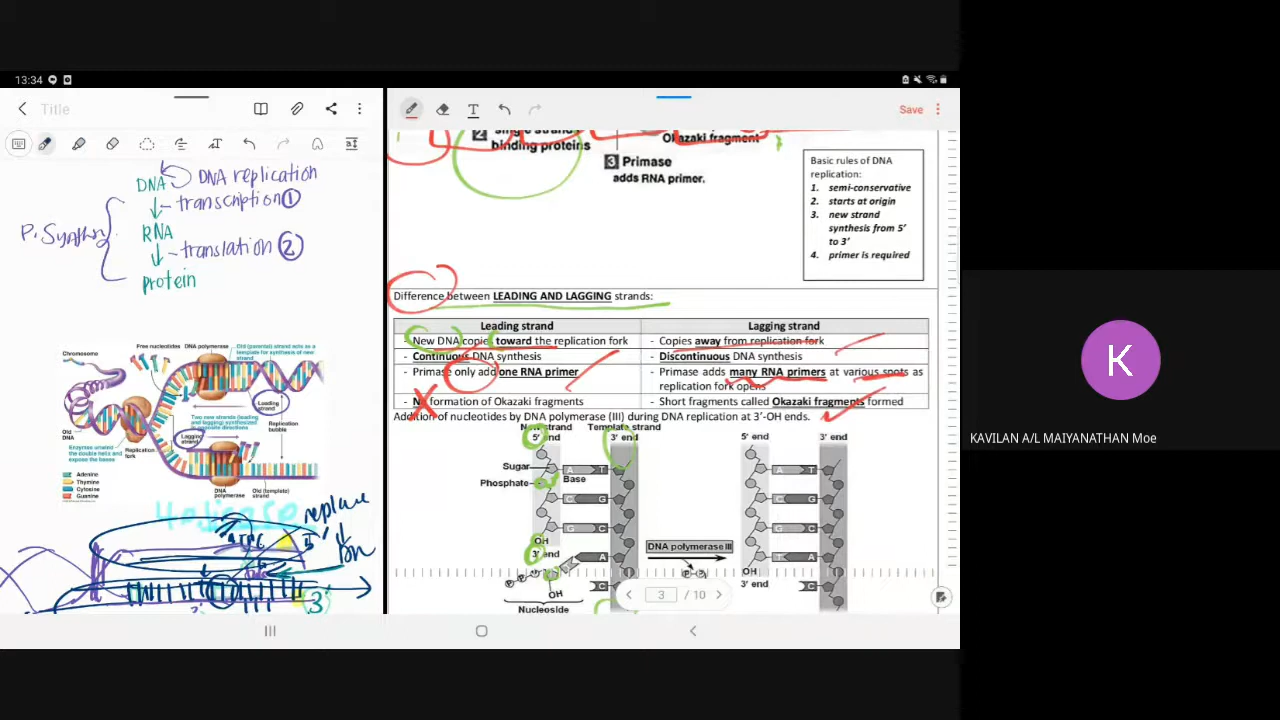 13:34
Title
Save
DNA DNA replication
transcription ①
RNA
P. Synthn
translation ②
protein
Chromosome
Free nucleotides
DNA polymerase
Old (parental) strand acts as a
template for synthesis of new
strand
Leading
strand
Two new strands (leading
and lagging) synthesized
in opposite directions
Replication
bubble
Lagging
strand
Old
DNA
Replication
fork
Enzymes unwind
the double helix and
expose the bases
Adenine
Thymine
Cytosine
Guanine
DNA
polymerase
Old (template)
strand
replace
3'
single strand
binding proteins
Okazaki fragment
3 Primase
adds RNA primer.
Basic rules of DNA
replication:
1. semi-conservative
2. starts at origin
3. new strand
synthesis from 5'
to 3'
4. primer is required
Difference between LEADING AND LAGGING strands:
Leading strand
Lagging strand
- New DNA copies toward the replication fork
- Copies away from replication fork
- Continuous DNA synthesis
- Discontinuous DNA synthesis
- Primase only add one RNA primer
- Primase adds many RNA primers at various spots as
replication fork opens
- No formation of Okazaki fragments
- Short fragments called Okazaki fragments formed
Addition of nucleotides by DNA polymerase (III) during DNA replication at 3'-OH ends.
New strand
Template strand
5' end
3' end
5' end
3' end
Sugar
A T
A T
Phosphate
Base
C G
C G
G C
G C
OH
3' end
A
DNA polymerase III
T A
OH
3' end
C
C
OH
Nucleoside
3 / 10
K
KAVILAN A/L MAIYANATHAN Moe